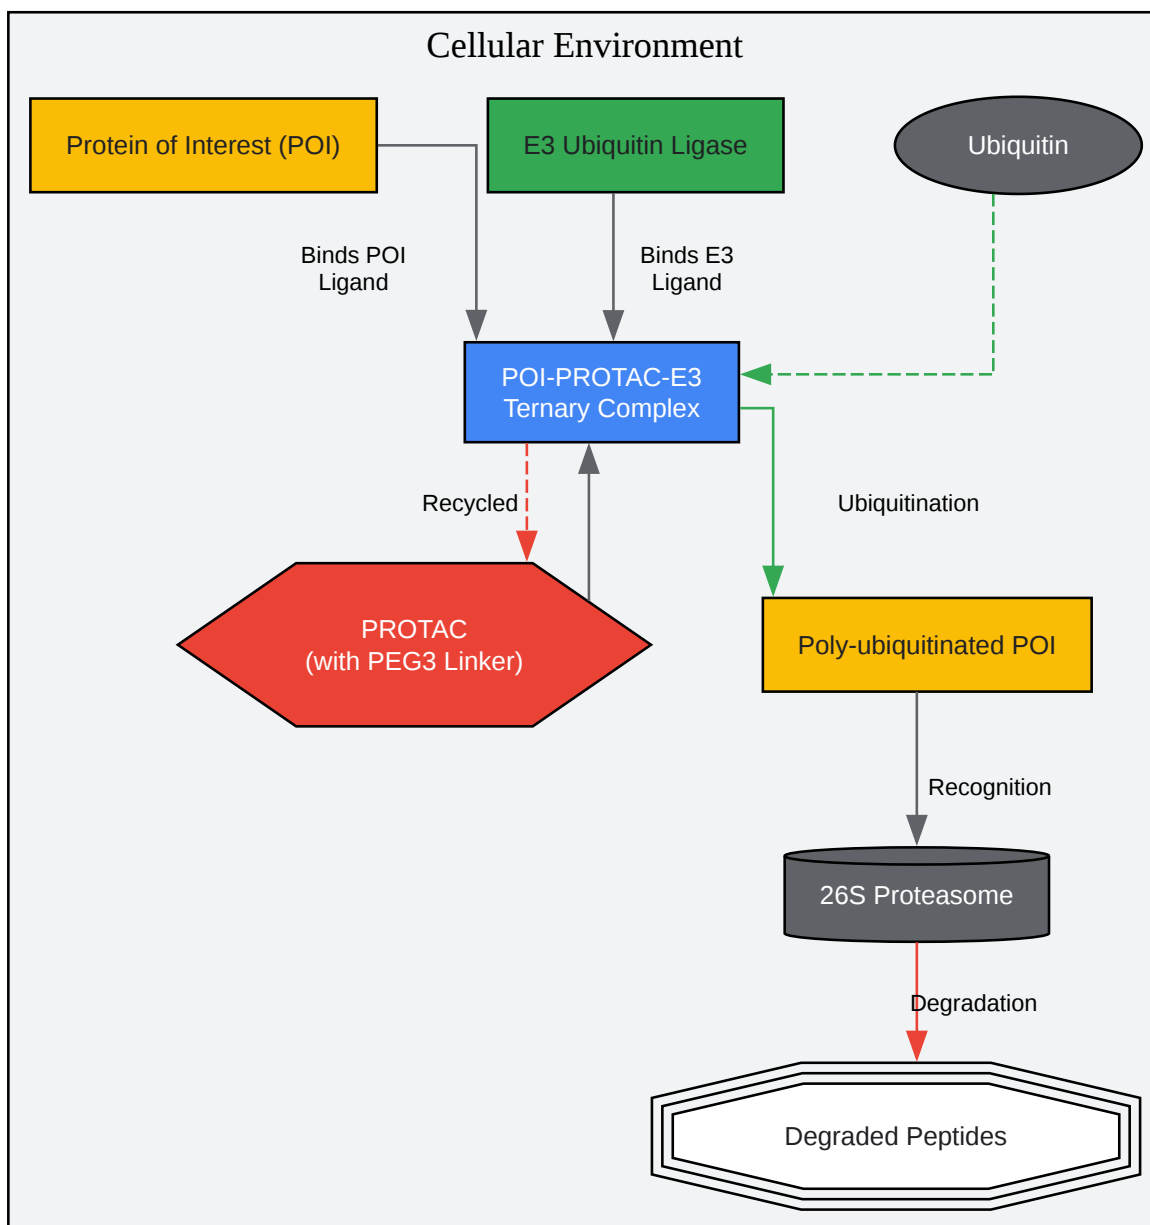 Cellular Environment
Protein of Interest (POI)
E3 Ubiquitin Ligase
Ubiquitin
Binds POI
Ligand
Binds E3
Ligand
POI-PROTAC-E3
Ternary Complex
Recycled
Ubiquitination
PROTAC
(with PEG3 Linker)
Poly-ubiquitinated POI
Recognition
26S Proteasome
Degradation
Degraded Peptides